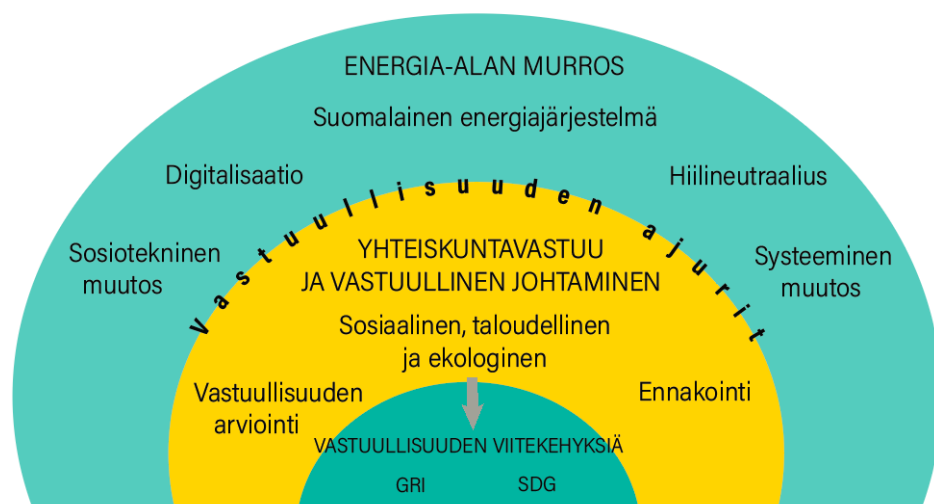 ENERGIA-ALAN MURROS
Suomalainen energiajärjestelmä
Digitalisaatio
Hiilineutraalius
Vastuullisuuden ajurit
Sosiotekninen
muutos
Systeeminen
muutos
YHTEISKUNTAVASTUU
JA VASTUULLINEN JOHTAMINEN
Sosiaalinen, taloudellinen
ja ekologinen
Vastuullisuuden
arviointi
Ennakointi
VASTUULLISUUDEN VIITEKEHYKSIÄ
GRI
SDG